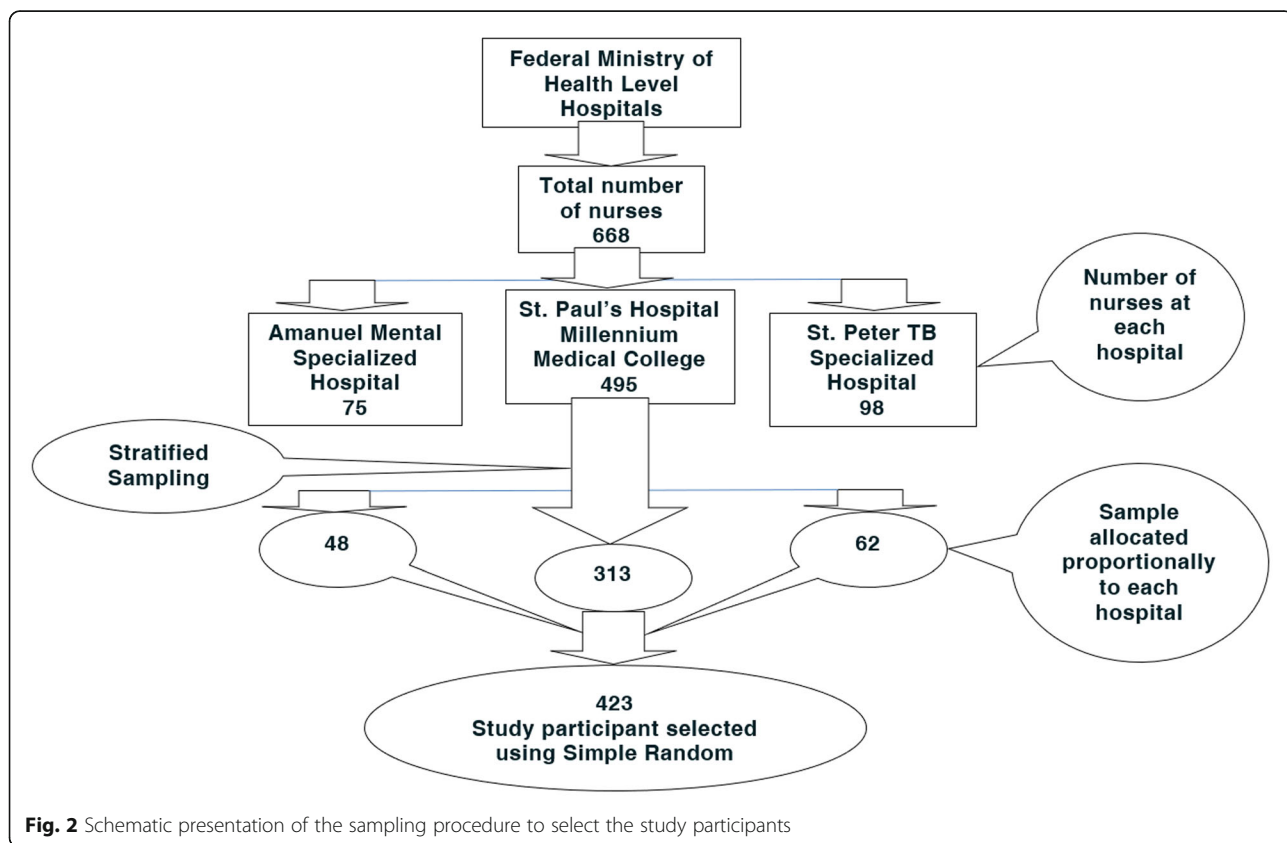 Federal Ministry of
Health Level
Hospitals
Total number
of nurses
668
Amanuel Mental
Specialized
Hospital
75
St. Paul's Hospital
Millennium
Medical College
495
St. Peter TB
Specialized
Hospital
98
Number of
nurses at
each
hospital
Stratified
Sampling
48
313
62
Sample
allocated
proportionally
to each
hospital
423
Study participant selected
using Simple Random
Fig. 2 Schematic presentation of the sampling procedure to select the study participants